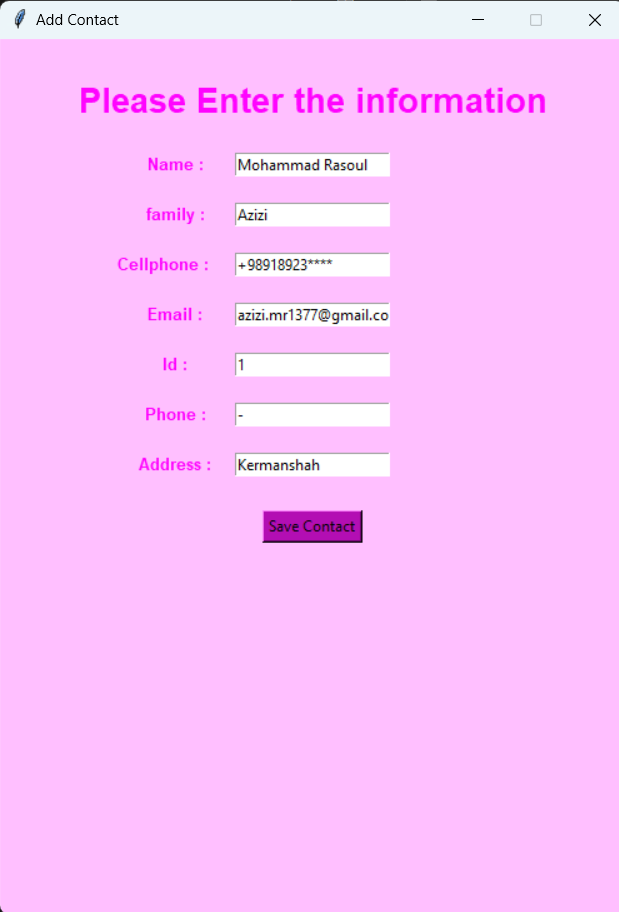 Add Contact
Please Enter the information
Name : Mohammad Rasoul
family : Azizi
Cellphone : +98918923****
Email : azizi.mr1377@gmail.co
Id : 1
Phone : -
Address : Kermanshah
Save Contact